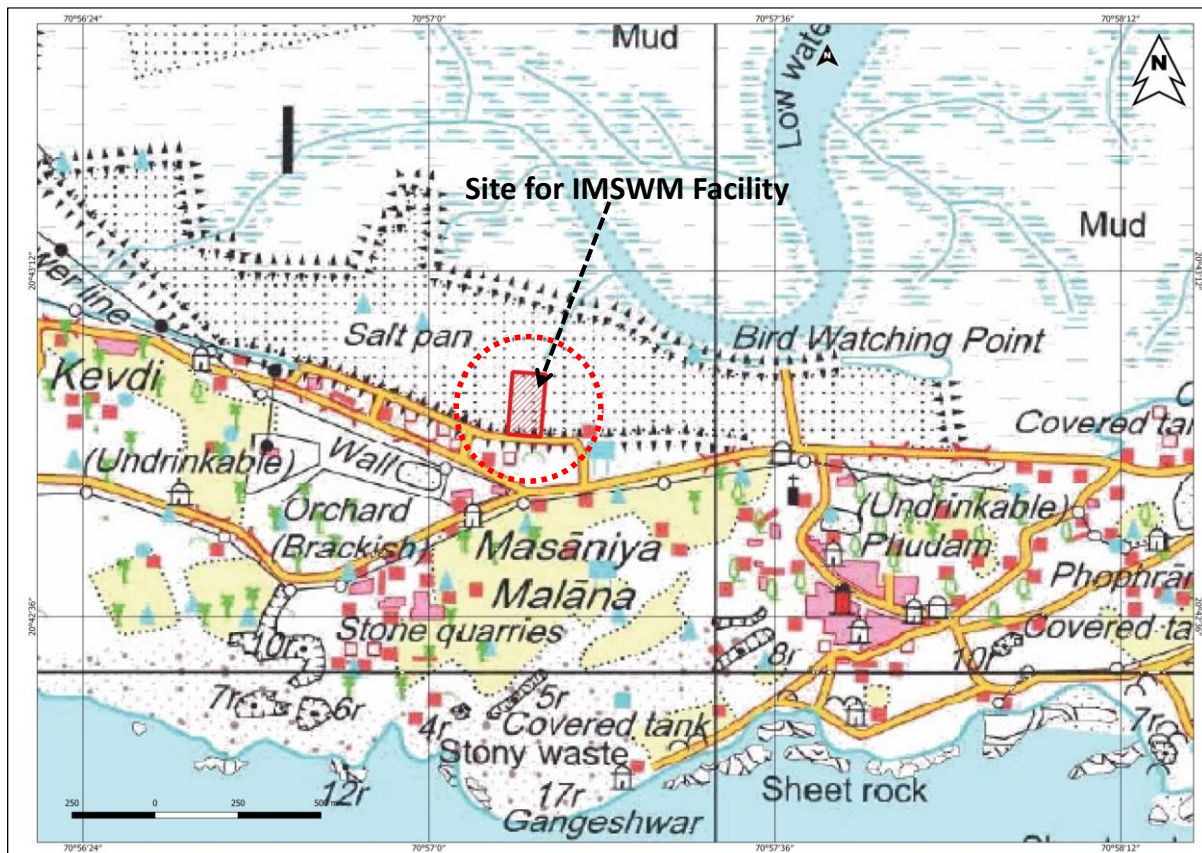 70°56'24"
70°57'0"
70°57'36"
70°58'12"
Mud
Low wate
N
N
Site for IMSWM Facility
Mud
20°43'12"
20°43'12"
wer line
Salt pan
Bird Watching Point
Kevdi
Covered tan
(Undrinkable)
Wall
Orchard
(Undrinkable)
(Brackish)
Masāniya
Phudam
Malāna
Phophrān
20°42'36"
20°42'36"
Stone quarries
Covered ta
10r
8r
10r
7r
6r
5r
7r
4r
Covered tank
Stony waste
12r
17r
Sheet rock
250
0
250
500 m
Gangeshwar
70°56'24"
70°57'0"
70°57'36"
70°58'12"